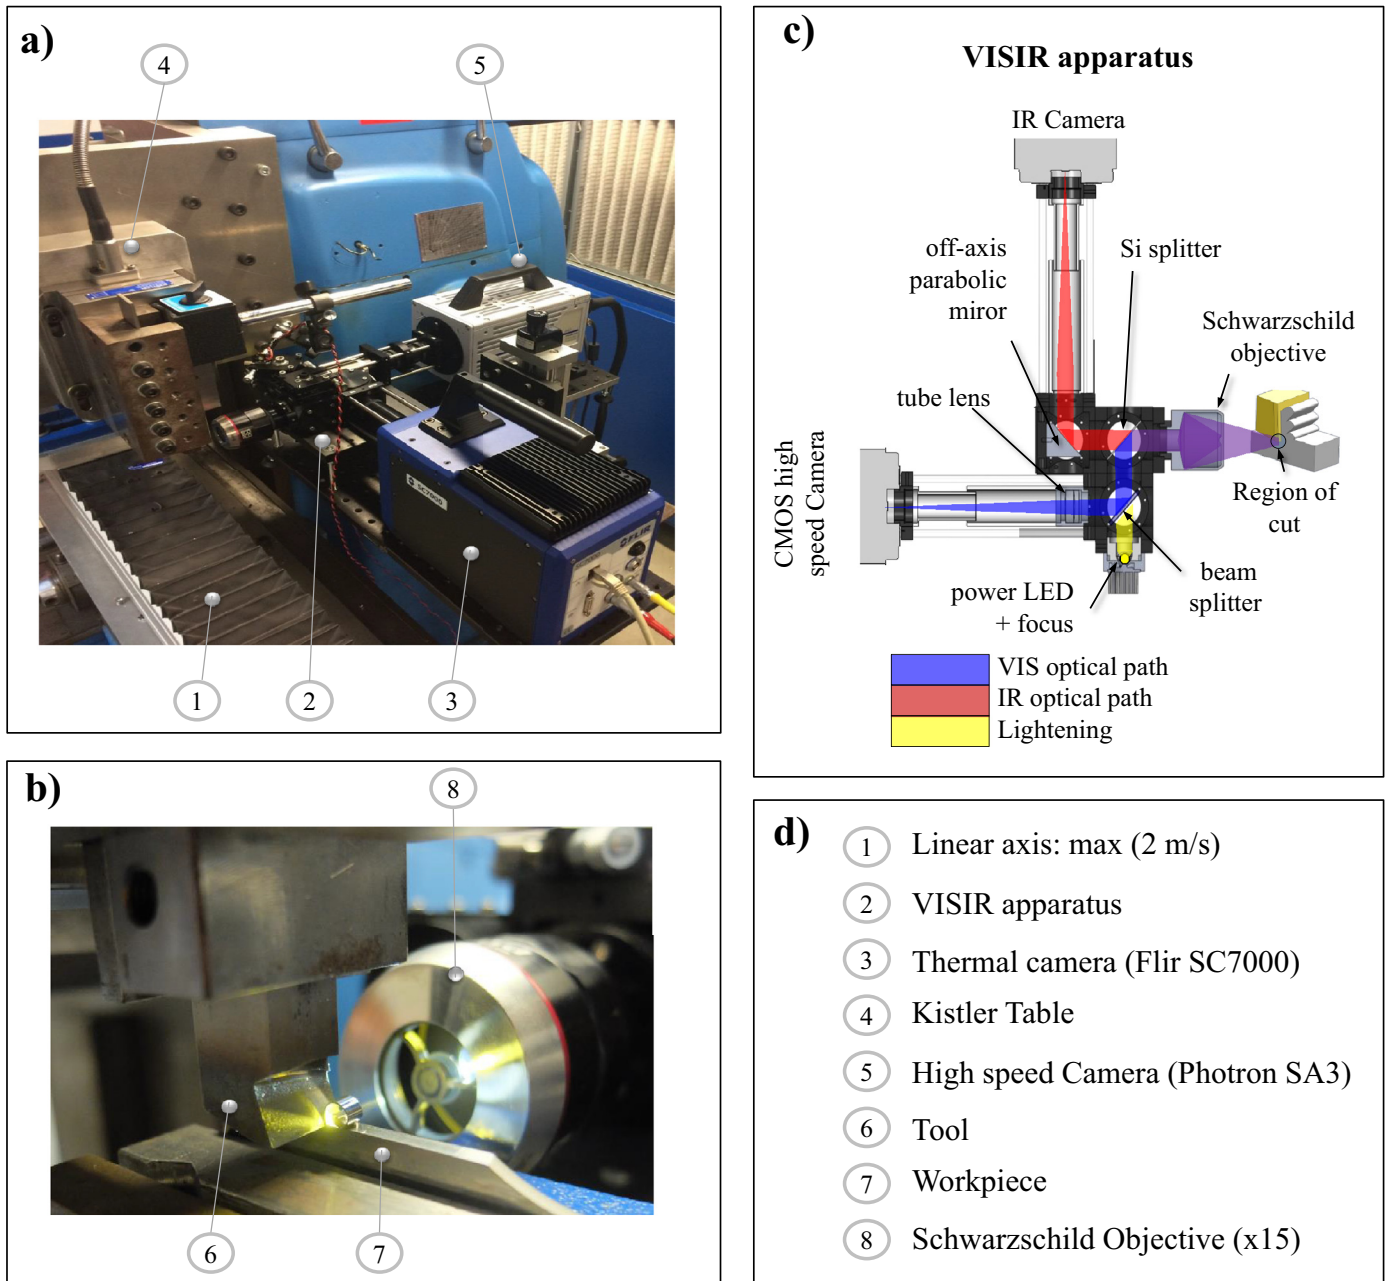 a)
4
5
SC7000
FLIR
1
2
3
b)
8
6
7
c)
VISIR apparatus
IR Camera
off-axis
parabolic
miror
Si splitter
Schwarzschild
objective
tube lens
CMOS high
speed Camera
Region of
cut
power LED
+ focus
beam
splitter
VIS optical path
IR optical path
Lightening
d)
1 Linear axis: max (2 m/s)
2 VISIR apparatus
3 Thermal camera (Flir SC7000)
4 Kistler Table
5 High speed Camera (Photron SA3)
6 Tool
7 Workpiece
8 Schwarzschild Objective (x15)